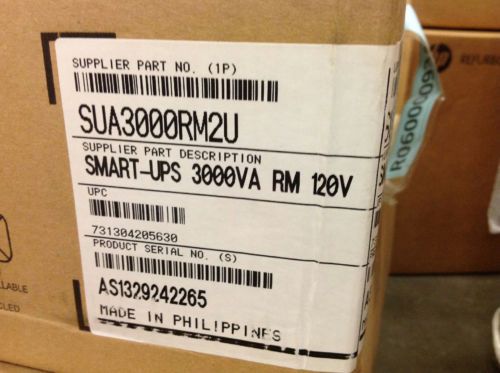 SUPPLIER PART NO. (1P)
SUA3000RM2U
SUPPLIER PART DESCRIPTION
SMART-UPS 3000VA RM 120V
UPC
731304205630
PRODUCT SERIAL NO. (S)
AS1329242265
MADE IN PHILIPPINES
hp